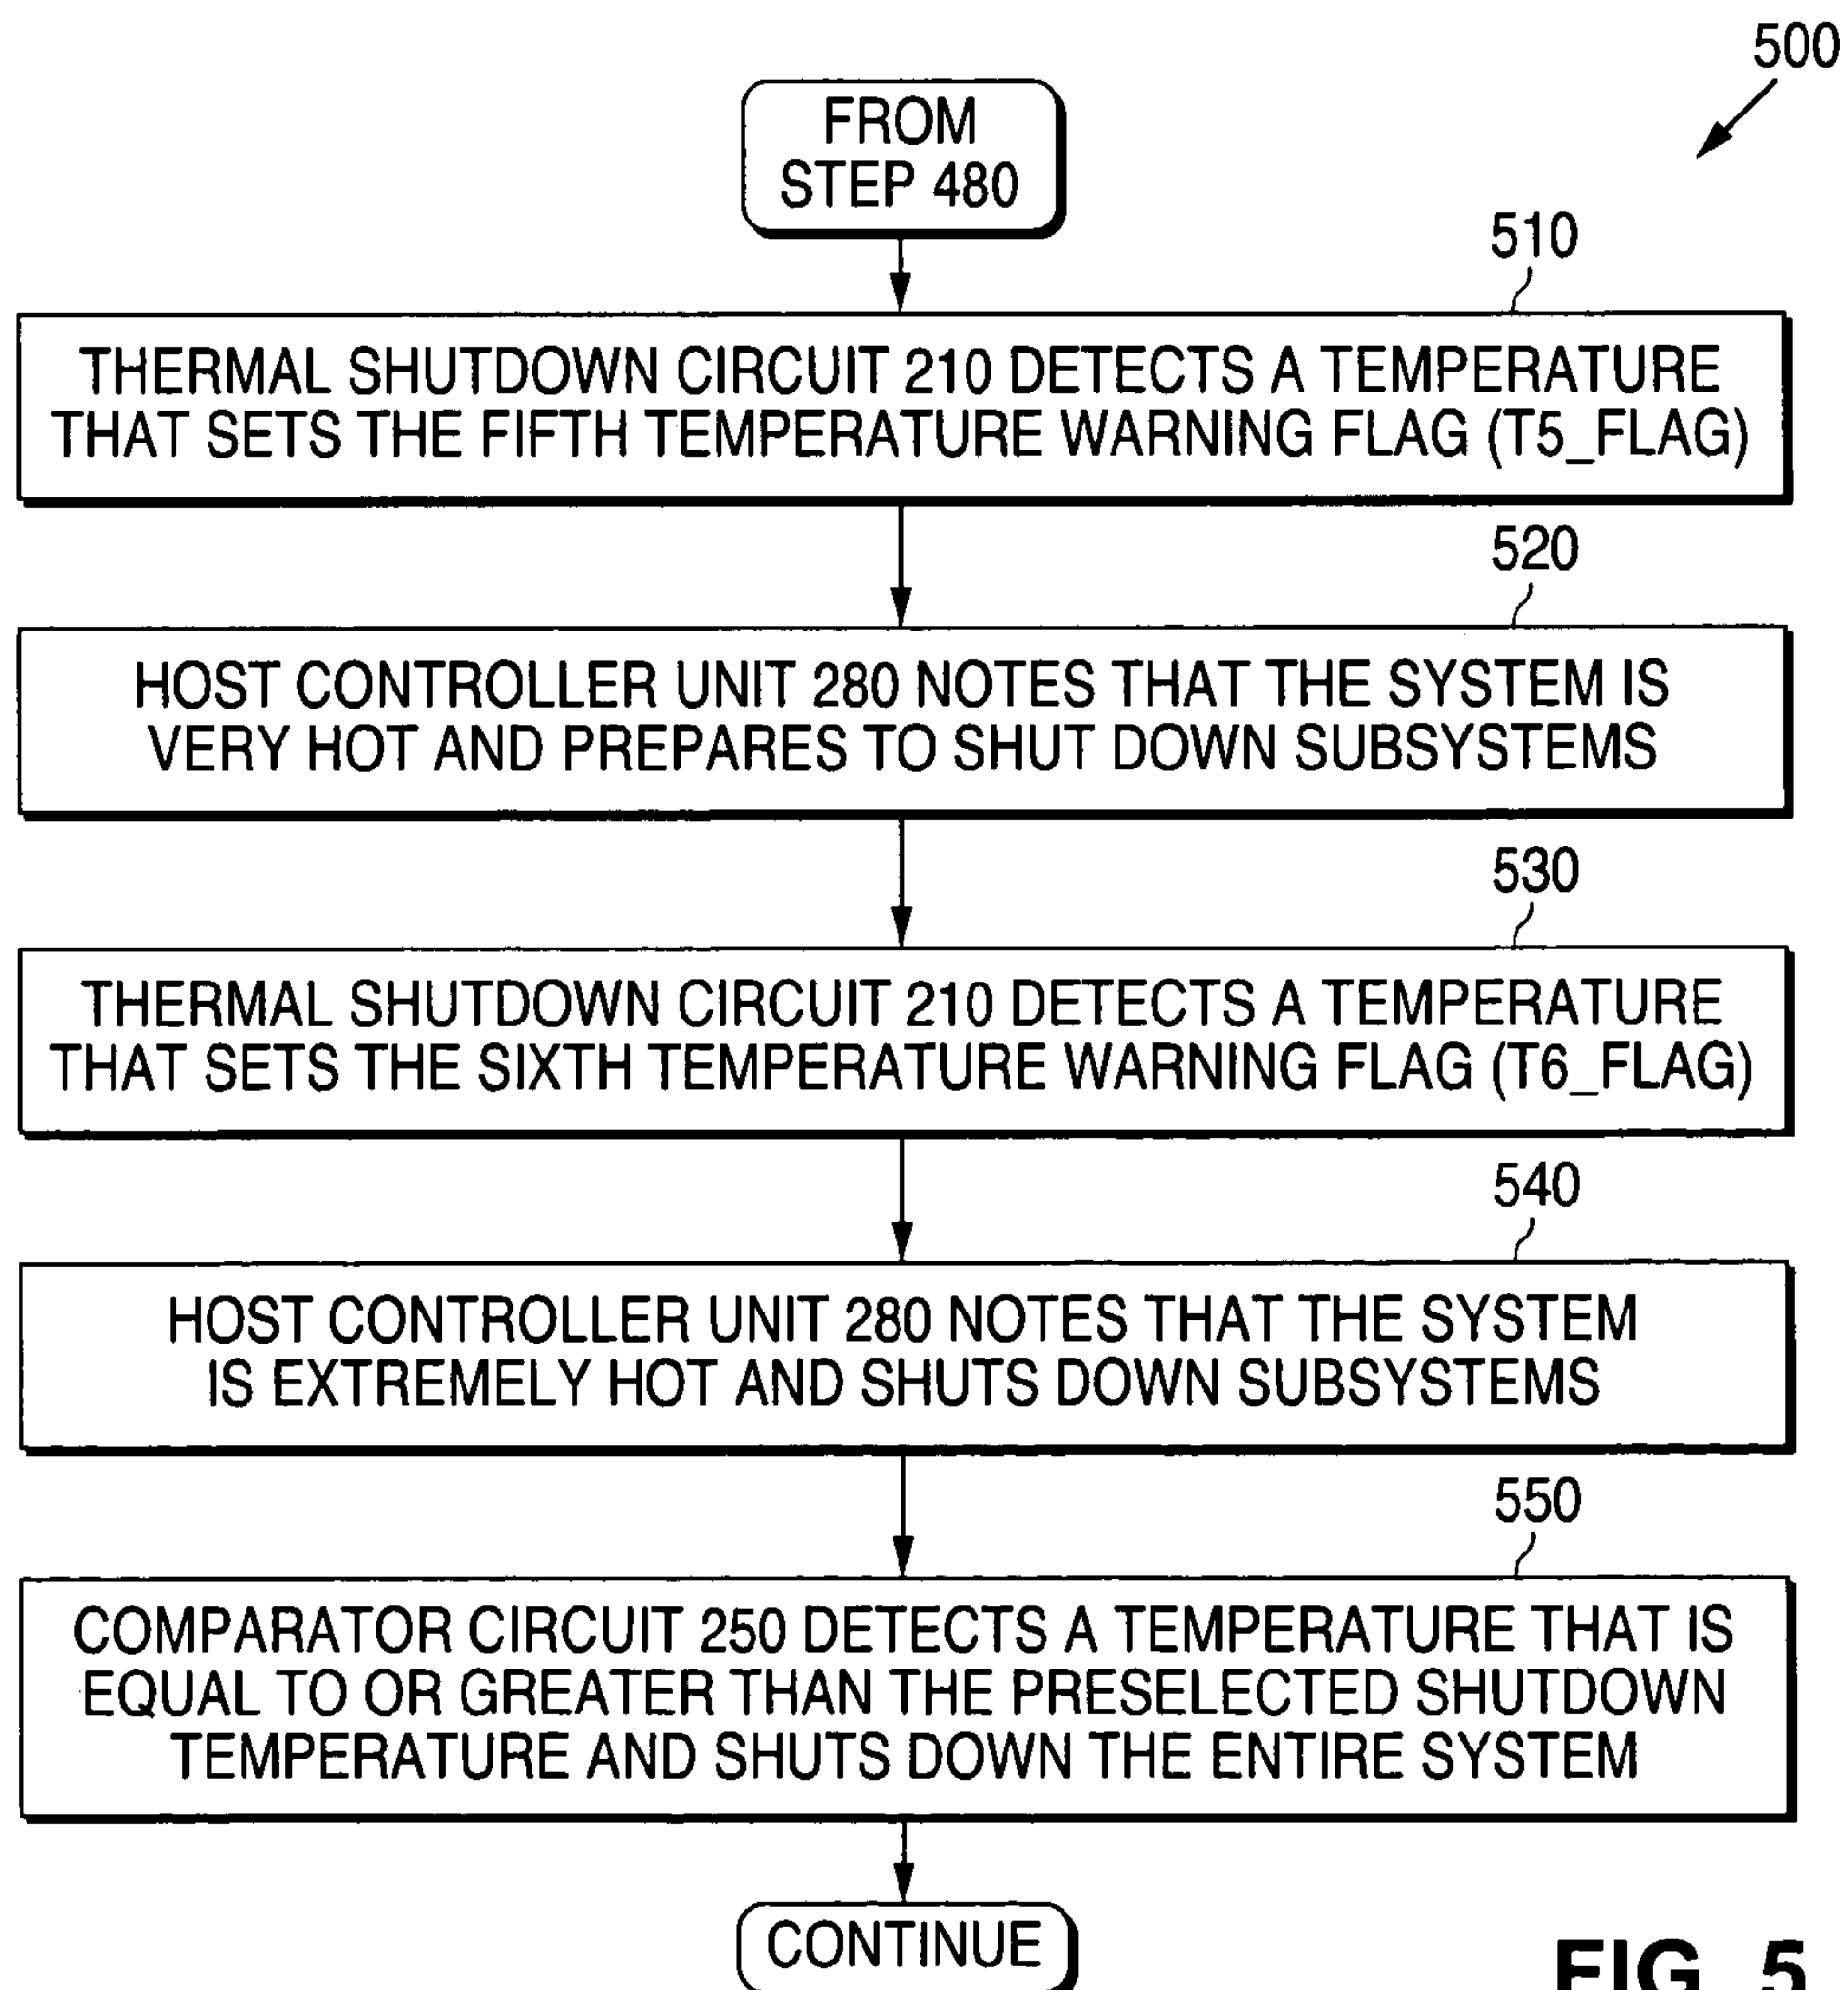 500
FROM
STEP 480
510
THERMAL SHUTDOWN CIRCUIT 210 DETECTS A TEMPERATURE
THAT SETS THE FIFTH TEMPERATURE WARNING FLAG (T5_FLAG)
520
HOST CONTROLLER UNIT 280 NOTES THAT THE SYSTEM IS
VERY HOT AND PREPARES TO SHUT DOWN SUBSYSTEMS
530
THERMAL SHUTDOWN CIRCUIT 210 DETECTS A TEMPERATURE
THAT SETS THE SIXTH TEMPERATURE WARNING FLAG (T6_FLAG)
540
HOST CONTROLLER UNIT 280 NOTES THAT THE SYSTEM
IS EXTREMELY HOT AND SHUTS DOWN SUBSYSTEMS
550
COMPARATOR CIRCUIT 250 DETECTS A TEMPERATURE THAT IS
EQUAL TO OR GREATER THAN THE PRESELECTED SHUTDOWN
TEMPERATURE AND SHUTS DOWN THE ENTIRE SYSTEM
CONTINUE
FIG. 5